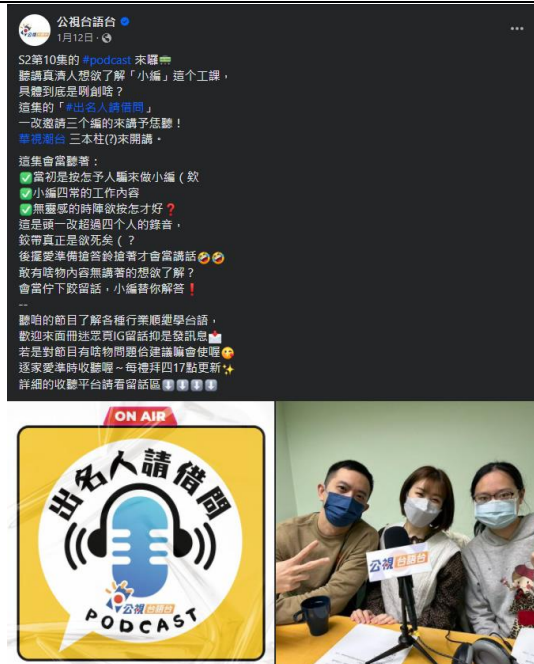 公視台語台
1月12日
S2第10集的 #podcast 來囉
聽講真濟人想欲了解「小編」這个工課，
具體到底是咧創啥？
這集的「#出名人請借問」
一改邀請三个編的來講予恁聽！
華視潮台 三本柱(?)來開講。
這集會當聽著：
✅當初是按怎予人騙來做小編（欸
✅小編四常的工作內容
✅無靈感的時陣欲按怎才好❓
這是頭一改超過四个人的錄音，
鉸帶真正是欲死矣（？
後擺愛準備搶答鈴搶著才會當講話🤣🤣
敢有啥物內容無講著的想欲了解？
會當佇下跤留話，小編替你解答❗
--
聽咱的節目了解各種行業順紲學台語，
歡迎來面冊迷眾頁IG留話抑是發訊息📩
若是對節目有啥物問題佮建議嘛會使喔😋
逐家愛準時收聽喔～每禮拜四17點更新✨
詳細的收聽平台請看留話區⬇⬇⬇⬇
ON AIR
出名人請借問
公視 台語台
PODCAST
公視 台語台